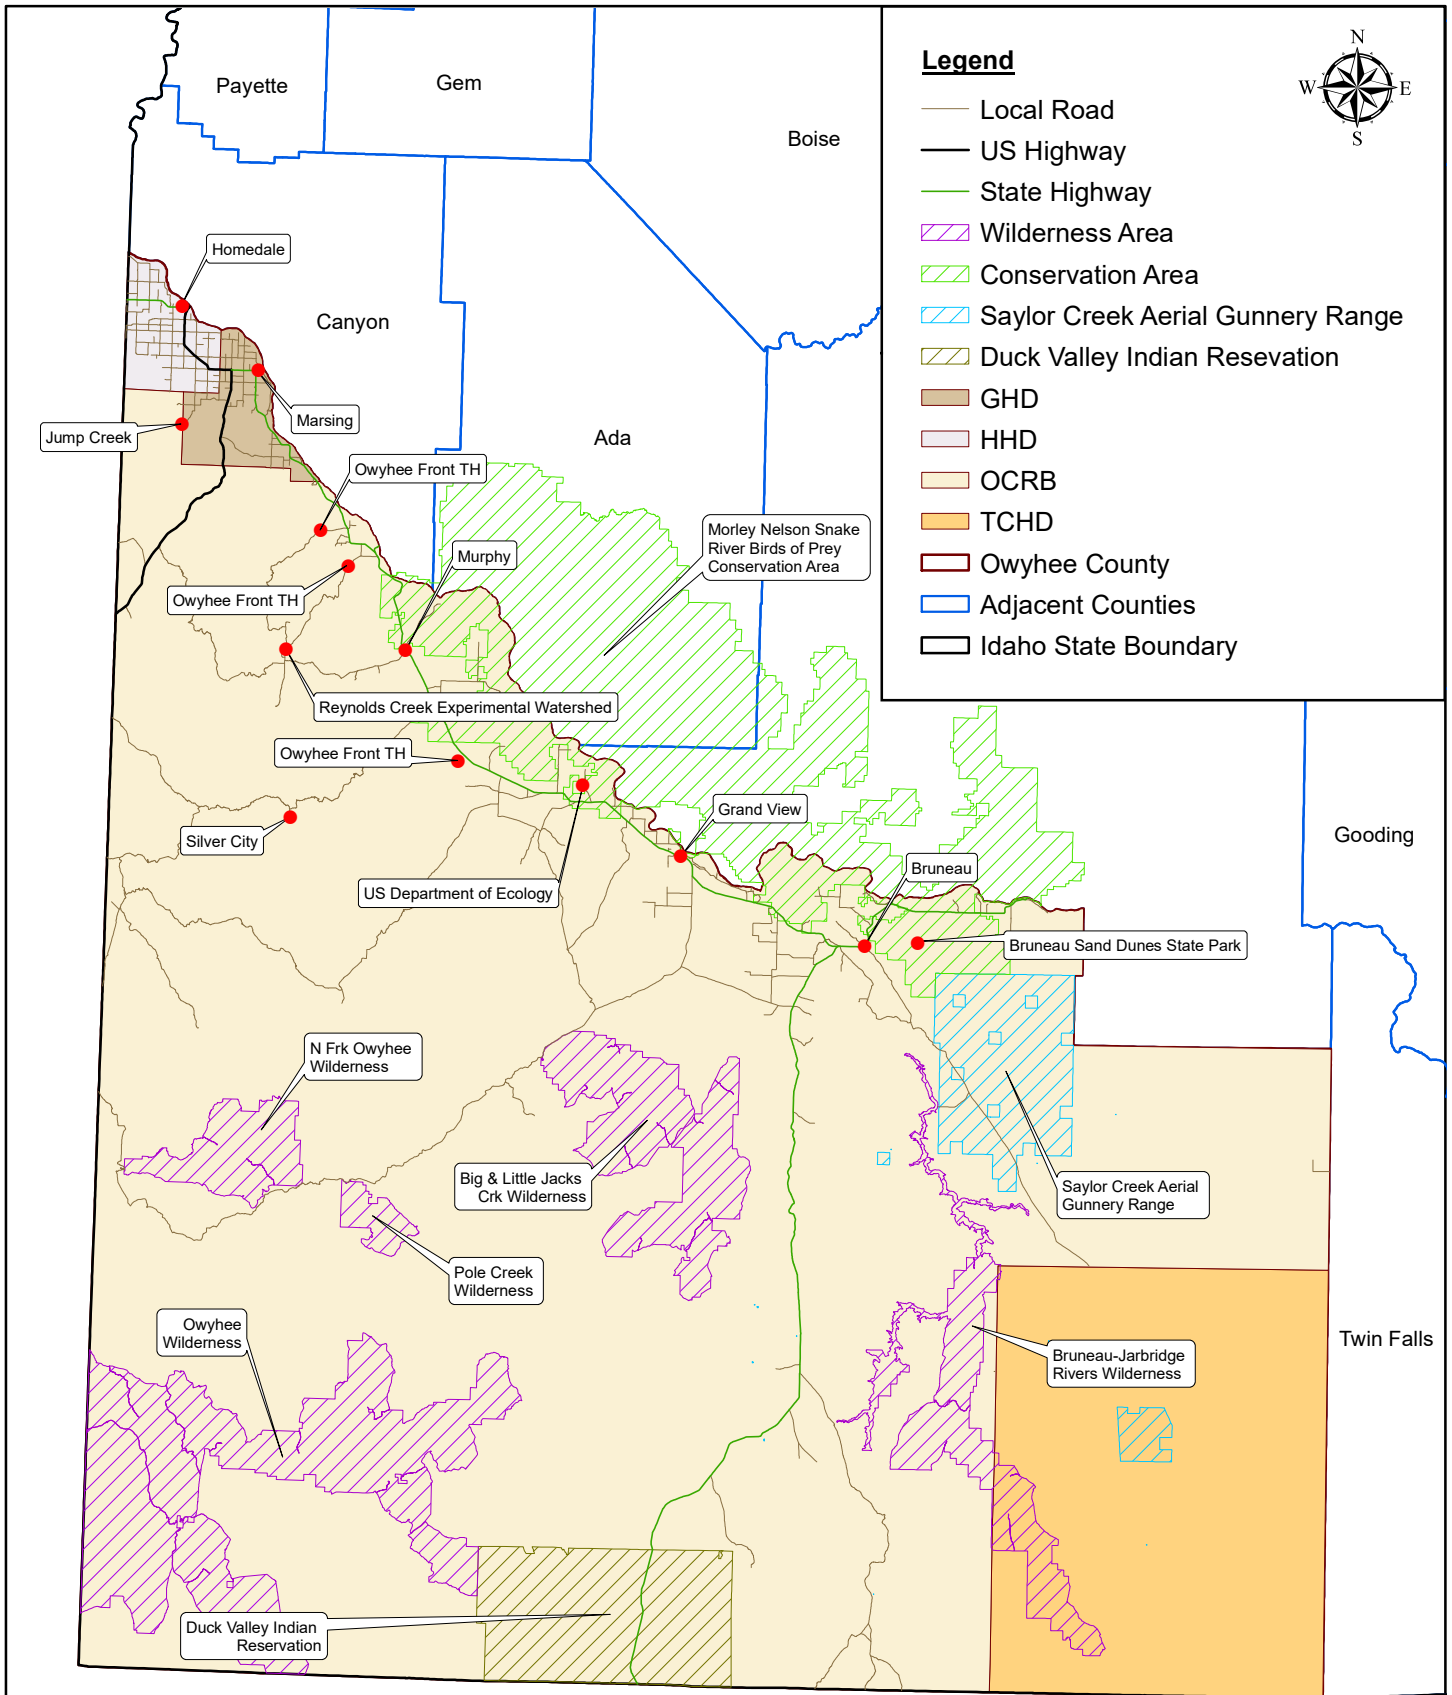 Payette
Gem
Boise
Legend
N
W
E
S
Local Road
US Highway
State Highway
Wilderness Area
Conservation Area
Saylor Creek Aerial Gunnery Range
Duck Valley Indian Resevation
GHD
HHD
OCRB
TCHD
Owyhee County
Adjacent Counties
Idaho State Boundary
Homedale
Canyon
Marsing
Jump Creek
Ada
Owyhee Front TH
Morley Nelson Snake
River Birds of Prey
Conservation Area
Murphy
Owyhee Front TH
Reynolds Creek Experimental Watershed
Owyhee Front TH
Grand View
Silver City
Gooding
Bruneau
US Department of Ecology
Bruneau Sand Dunes State Park
N Frk Owyhee
Wilderness
Big & Little Jacks
Crk Wilderness
Saylor Creek Aerial
Gunnery Range
Pole Creek
Wilderness
Owyhee
Wilderness
Twin Falls
Bruneau-Jarbridge
Rivers Wilderness
Duck Valley Indian
Reservation